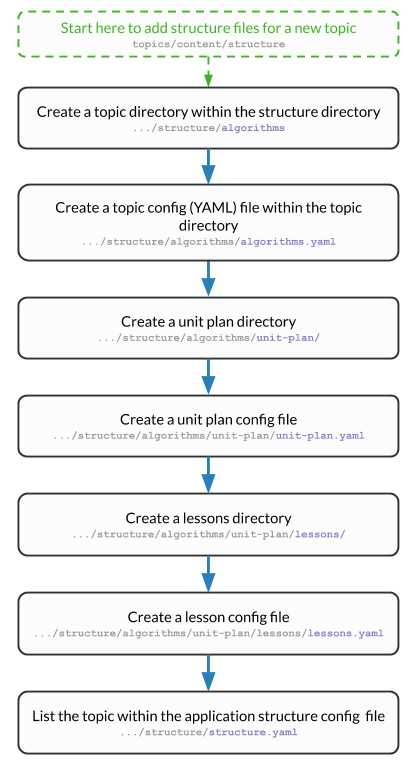 Start here to add structure files for a new topic
topics/content/structure
Create a topic directory within the structure directory
.../structure/algorithms
Create a topic config (YAML) file within the topic
directory
.../structure/algorithms/algorithms.yaml
Create a unit plan directory
.../structure/algorithms/unit-plan/
Create a unit plan config file
.../structure/algorithms/unit-plan/unit-plan.yaml
Create a lessons directory
.../structure/algorithms/unit-plan/lessons/
Create a lesson config file
.../structure/algorithms/unit-plan/lessons/lessons.yaml
List the topic within the application structure config file
.../structure/structure.yaml